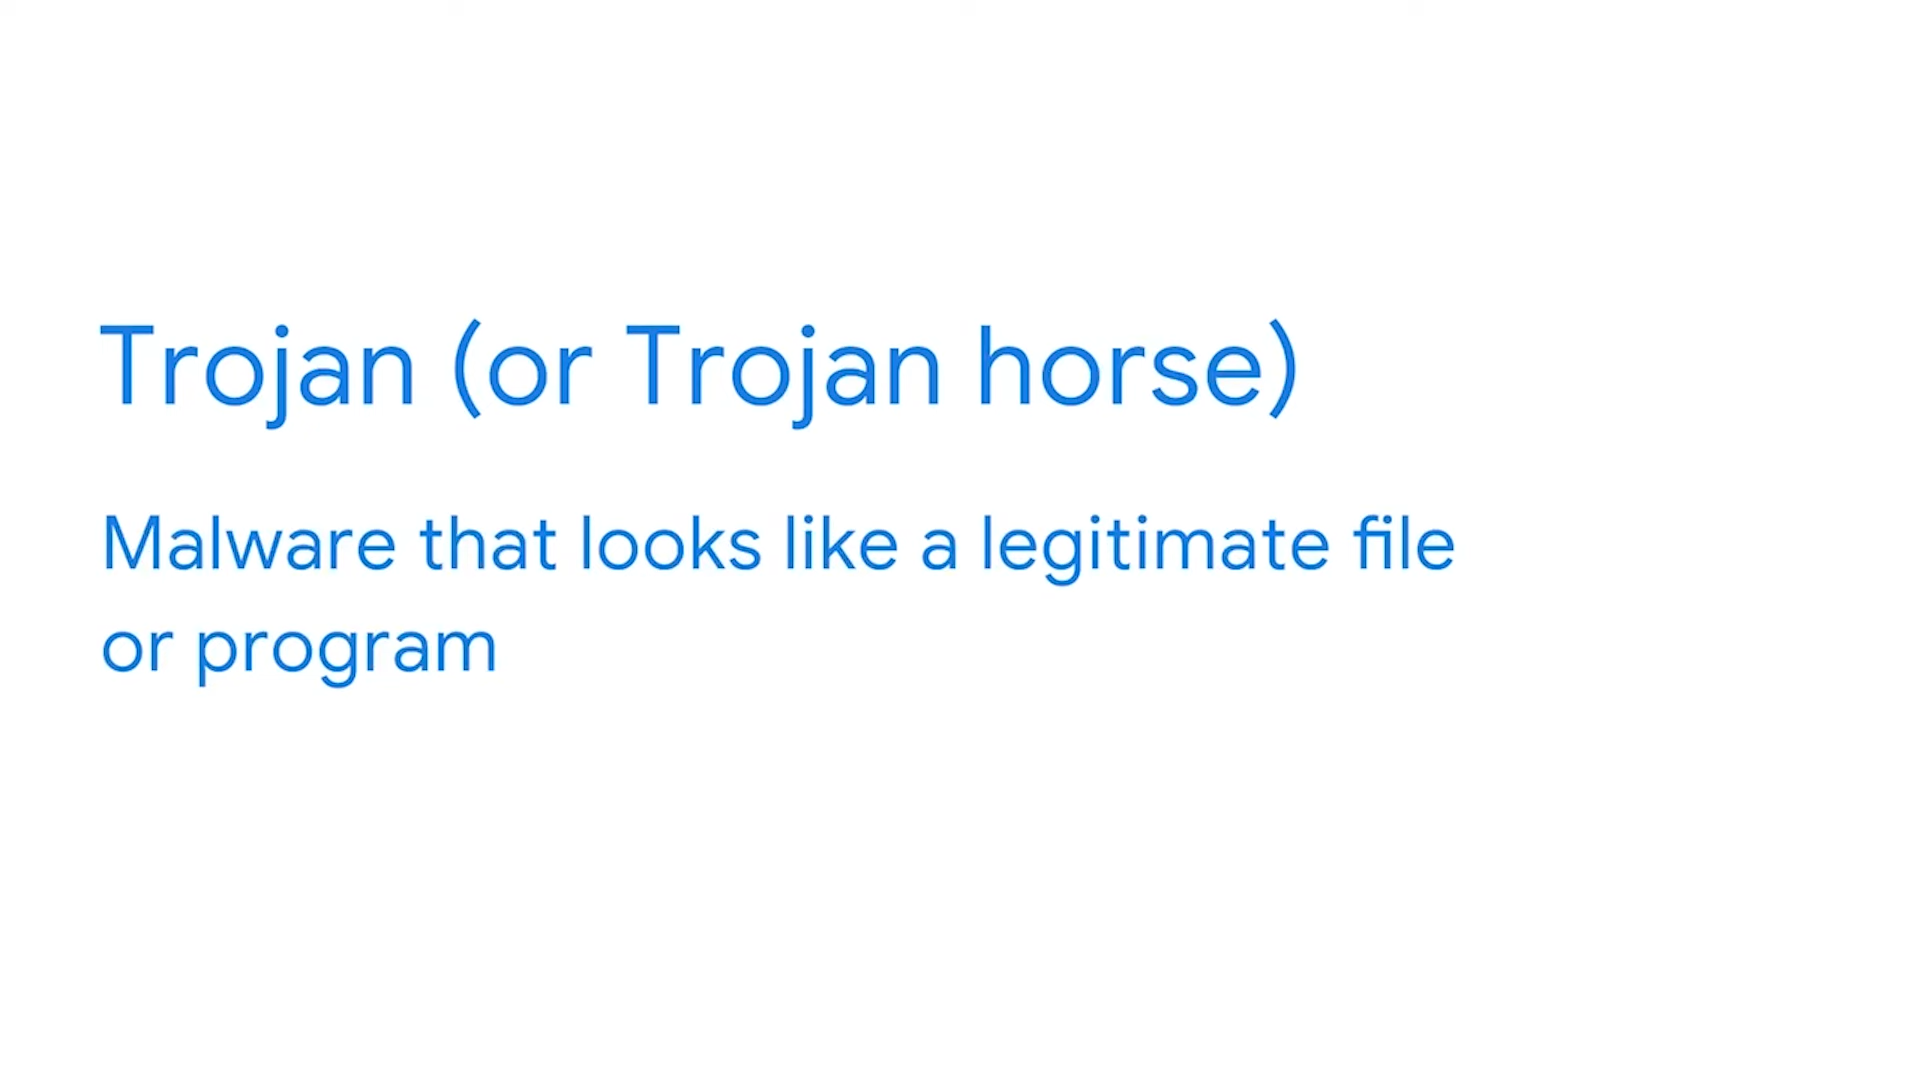 Trojan (or Trojan horse)
Malware that looks like a legitimate file
or program